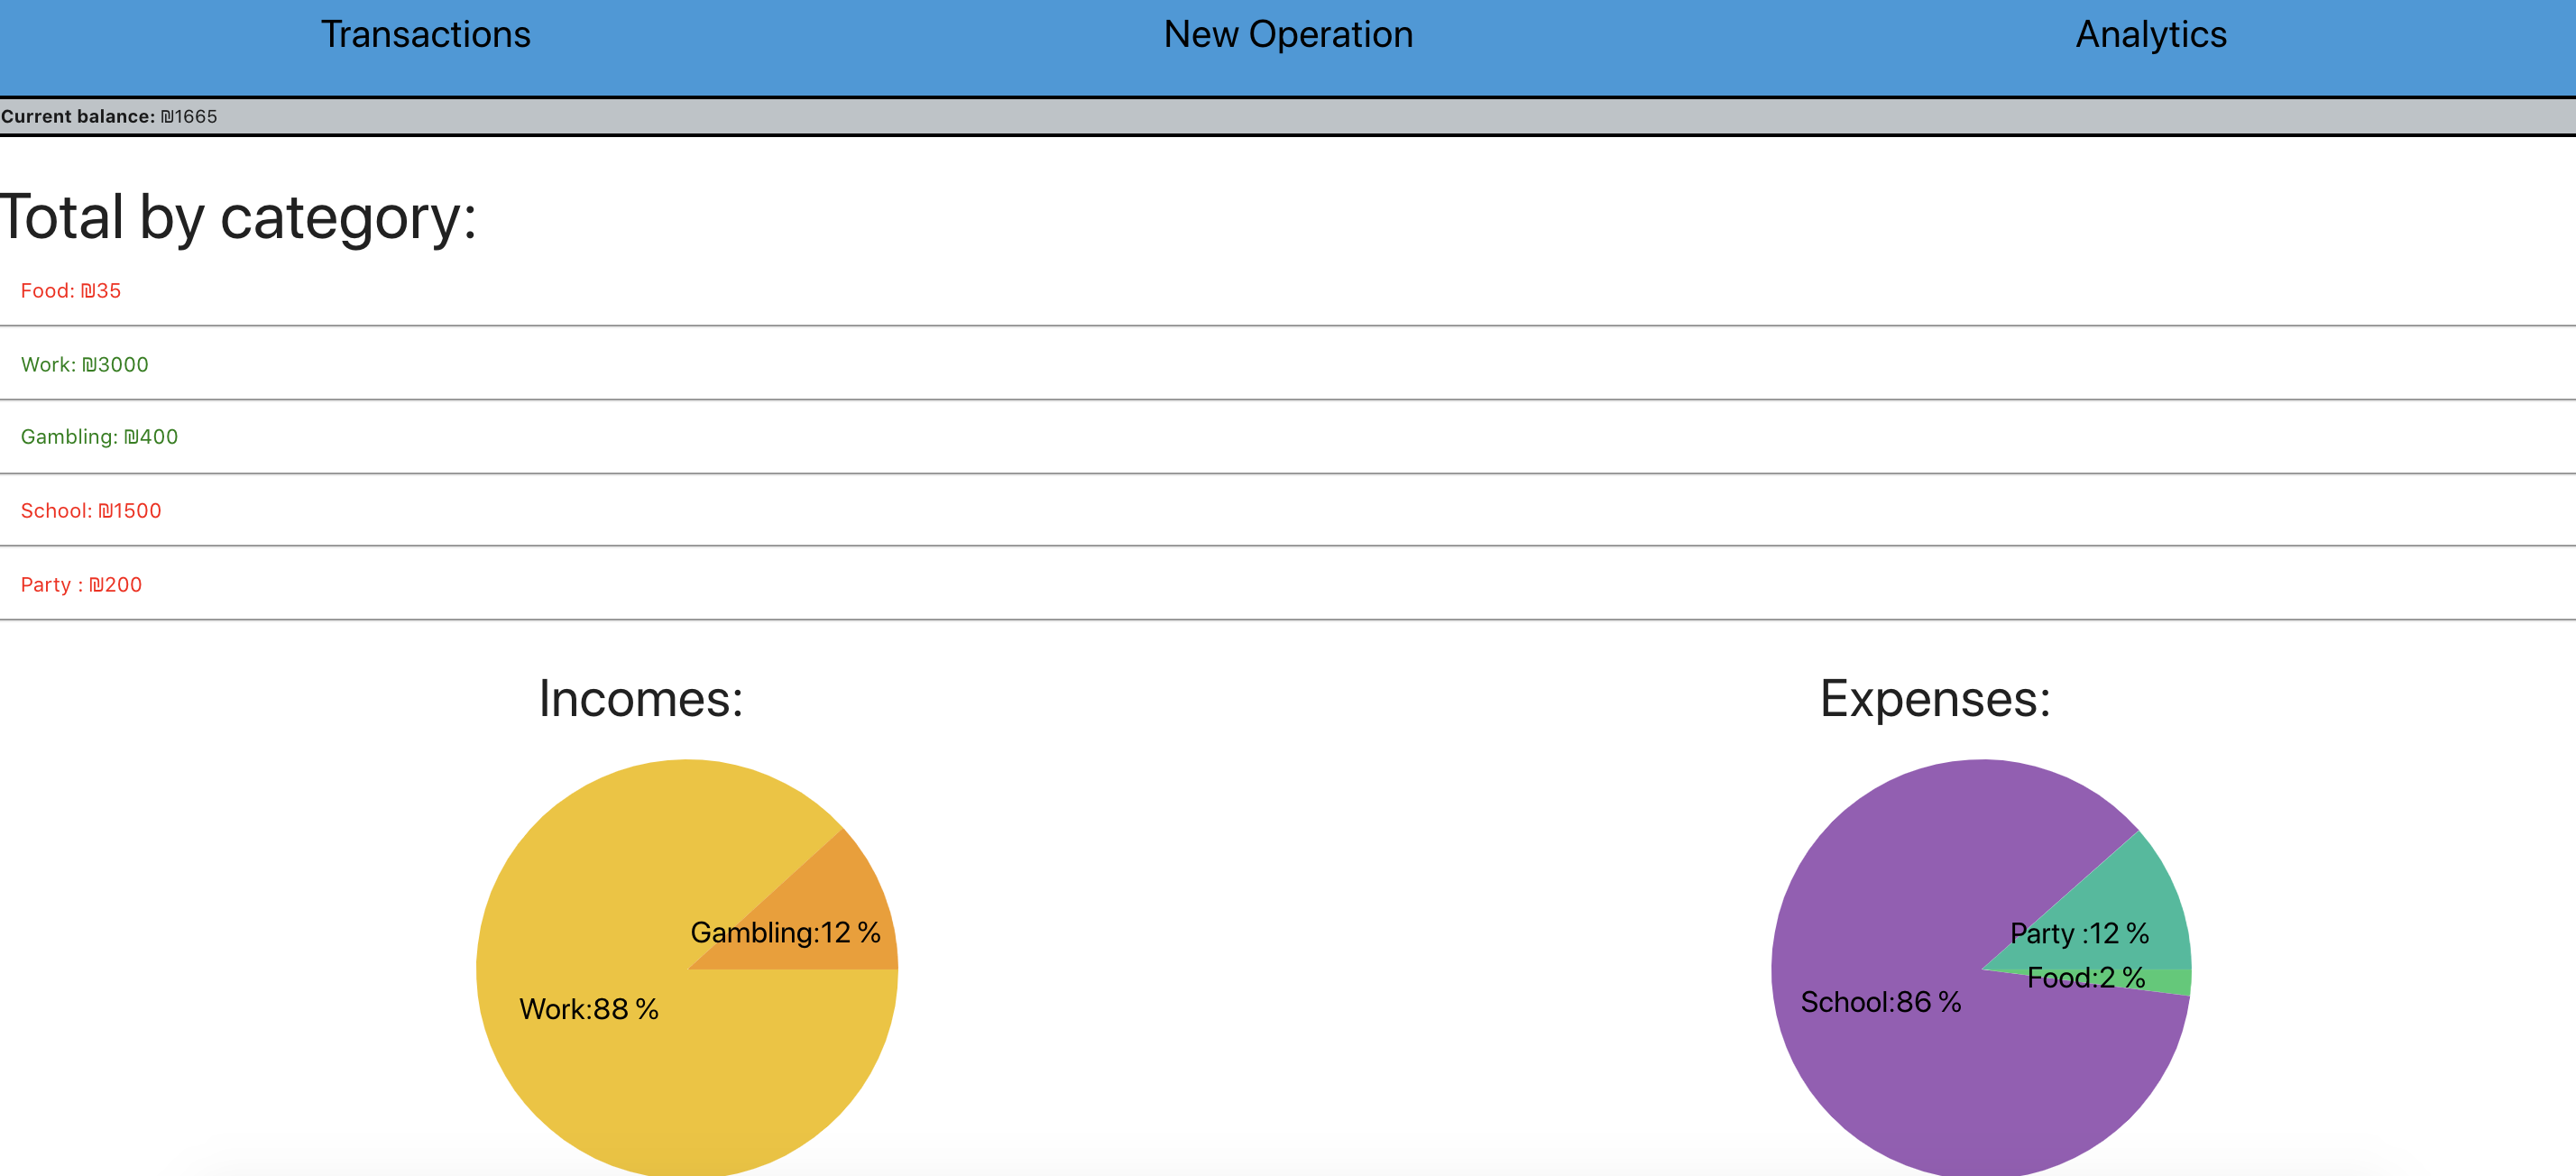 Transactions New Operation Analytics
Current balance: ₪1665
Total by category:
Food: ₪35
Work: ₪3000
Gambling: ₪400
School: ₪1500
Party : ₪200
Incomes:
Gambling:12 %
Work:88 %
Expenses:
Party :12 %
Food:2 %
School:86 %